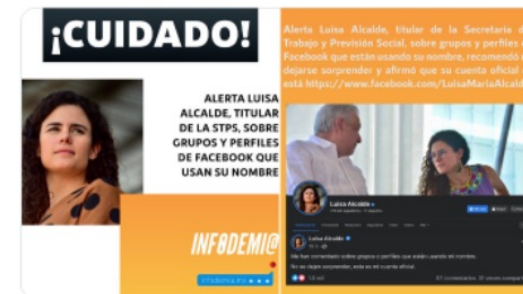 ¡CUIDADO!
ALERTA LUISA
ALCALDE, TITULAR
DE LA STPS, SOBRE
GRUPOS Y PERFILES
DE FACEBOOK QUE
USAN SU NOMBRE
INFODEMI@
Alerta Luisa Alcalde, titular de la Secretaría
Trabajo y Previsión Social, sobre grupos y perfiles
Facebook que están usando su nombre, recomendó
dejarse sorprender y afirmó que su cuenta oficial
está https://www.facebook.com/LuisaMariaAlcald
Luisa Alcalde
Luisa Alcalde
Me han comentado sobre grupos o perfiles que están usando mi nombre.
No se dejen sorprender, esta es mi cuenta oficial.